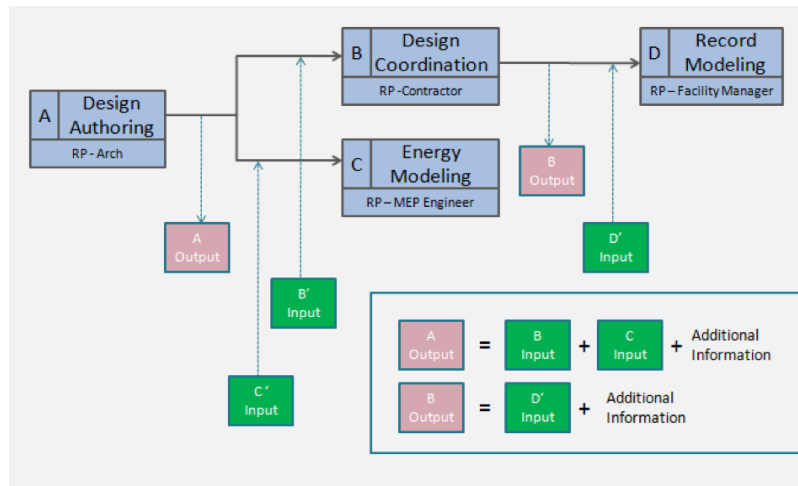 A
Design
Authoring
RP - Arch
B
Design
Coordination
RP -Contractor
C
Energy
Modeling
RP – MEP Engineer
D
Record
Modeling
RP – Facility Manager
A
Output
B
Output
B'
Input
C'
Input
D'
Input
A
Output
=
B
Input
+
C
Input
+
Additional
Information
B
Output
=
D'
Input
+
Additional
Information